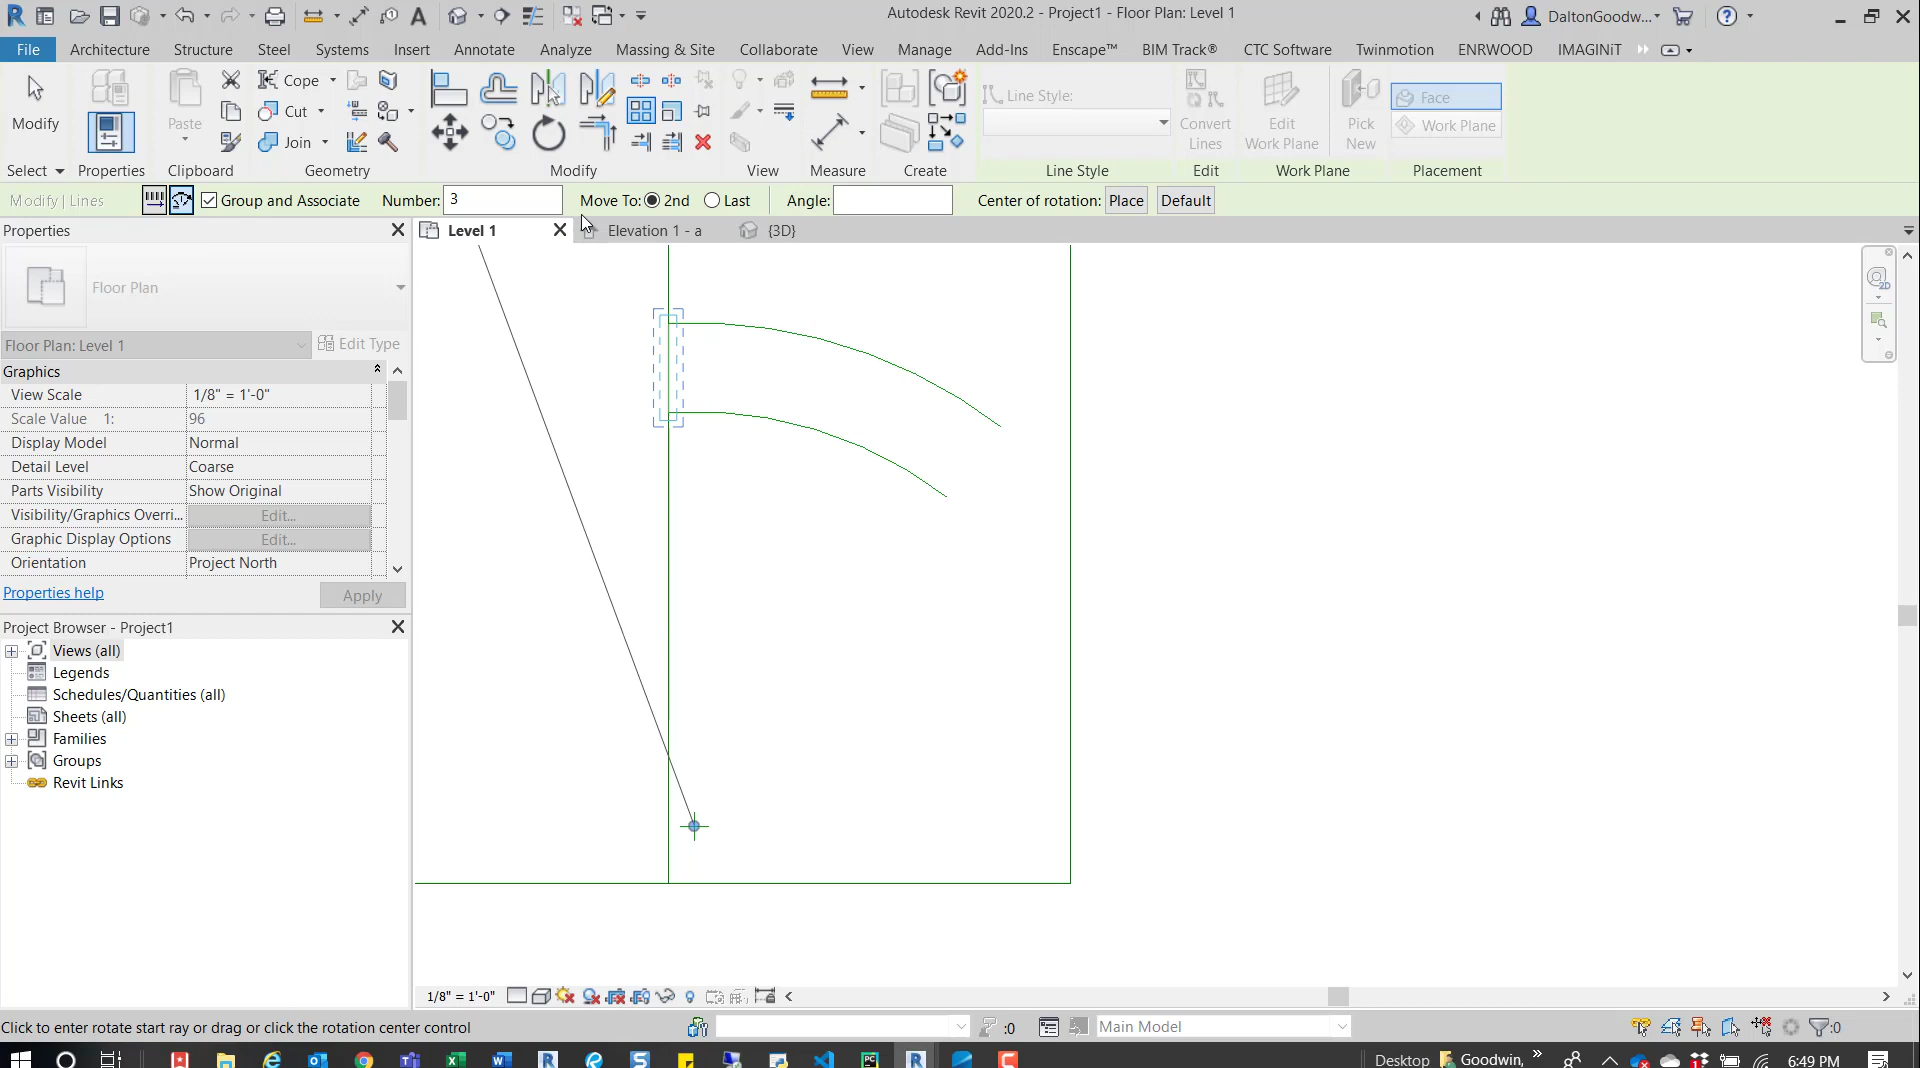 Autodesk Revit 2020.2 - Project1 - Floor Plan: Level 1
DaltonGoodw...
File Architecture Structure Steel Systems Insert Annotate Analyze Massing & Site Collaborate View Manage Add-Ins Enscape™ BIM Track® CTC Software Twinmotion ENRWOOD IMAGINiT
Modify
Paste
Cope
Cut
Join
Line Style:
Convert
Lines
Edit
Work Plane
Pick
New
Face
Work Plane
Select Properties Clipboard Geometry Modify View Measure Create Line Style Edit Work Plane Placement
Modify | Lines Group and Associate Number: 3 Move To: 2nd Last Angle: Center of rotation: Place Default
Properties
Level 1
Elevation 1 - a
{3D}
Floor Plan
Floor Plan: Level 1 Edit Type
Graphics
View Scale 1/8" = 1'-0"
Scale Value 1: 96
Display Model Normal
Detail Level Coarse
Parts Visibility Show Original
Visibility/Graphics Overri... Edit...
Graphic Display Options Edit...
Orientation Project North
Properties help Apply
Project Browser - Project1
Views (all)
Legends
Schedules/Quantities (all)
Sheets (all)
Families
Groups
Revit Links
2D
1/8" = 1'-0"
Click to enter rotate start ray or drag or click the rotation center control
:0
Main Model
:0
Desktop Goodwin, 6:49 PM